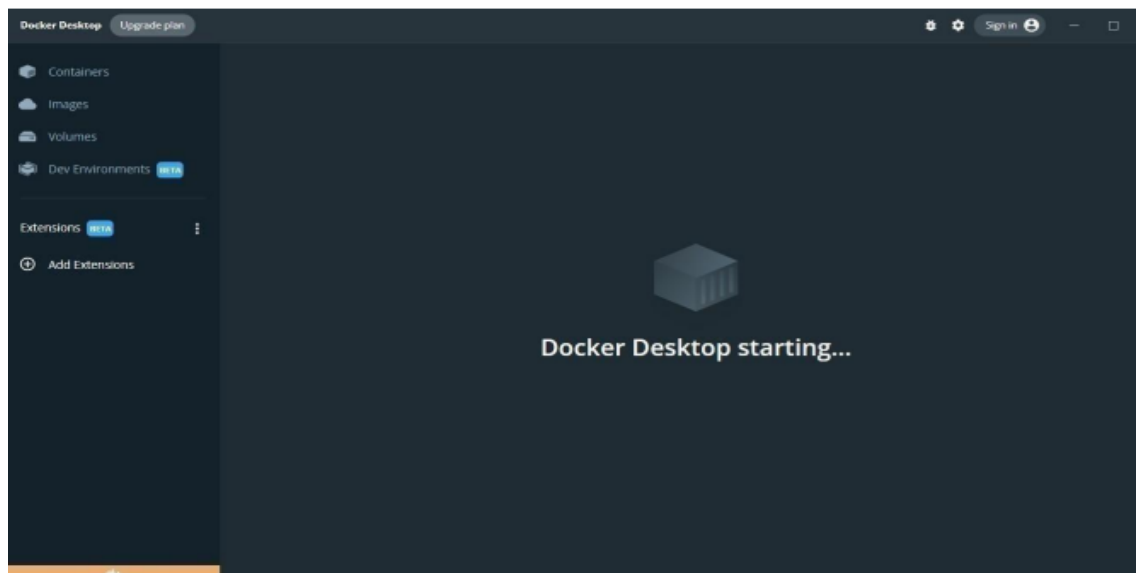 Docker Desktop Upgrade plan Sign in
Containers
Images
Volumes
Dev Environments BETA
Extensions BETA
Add Extensions
Docker Desktop starting...